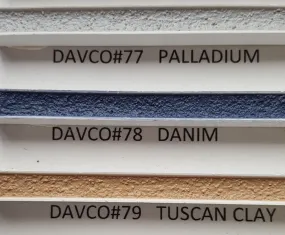 DAVCO#77 PALLADIUM
DAVCO#78 DANIM
DAVCO#79 TUSCAN CLAY